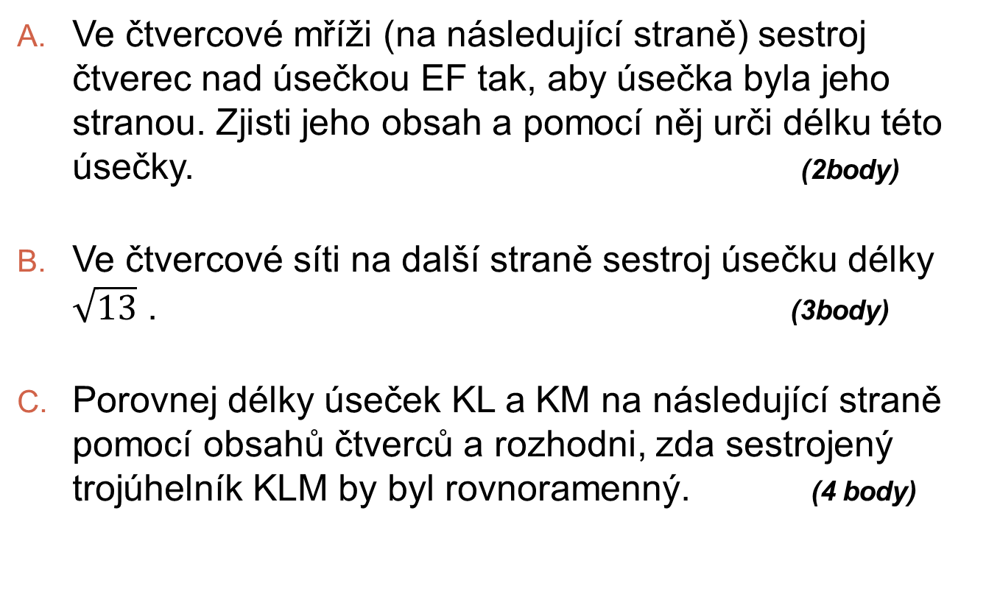 A. Ve čtvercové mříži (na následující straně) sestroj
čtverec nad úsečkou EF tak, aby úsečka byla jeho
stranou. Zjisti jeho obsah a pomocí něj urči délku této
úsečky. (2body)
B. Ve čtvercové síti na další straně sestroj úsečku délky
√13 . (3body)
C. Porovnej délky úseček KL a KM na následující straně
pomocí obsahů čtverců a rozhodni, zda sestrojený
trojúhelník KLM by byl rovnoramenný. (4 body)